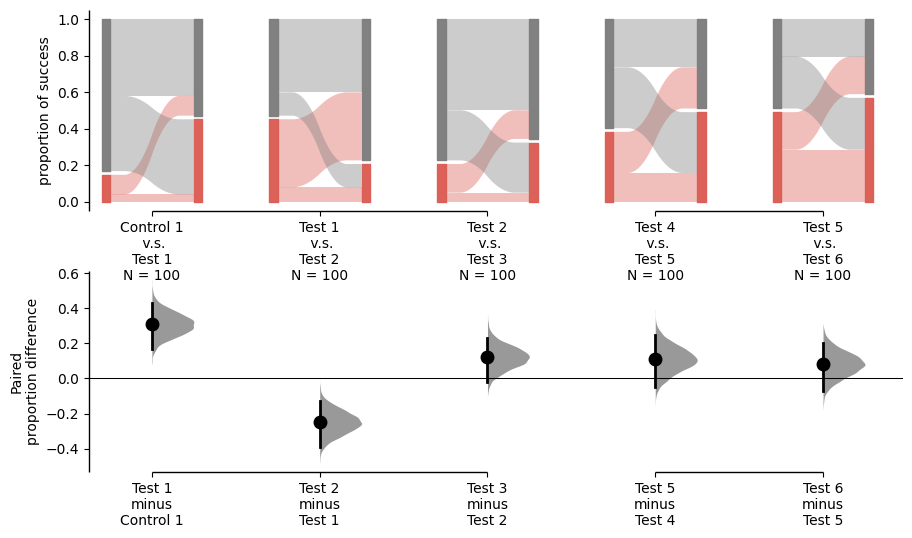 proportion of success
1.0
0.8
0.6
0.4
0.2
0.0
Control 1
v.s.
Test 1
N = 100
Test 1
v.s.
Test 2
N = 100
Test 2
v.s.
Test 3
N = 100
Test 4
v.s.
Test 5
N = 100
Test 5
v.s.
Test 6
N = 100
Paired
proportion difference
0.6
0.4
0.2
0.0
−0.2
−0.4
Test 1
minus
Control 1
Test 2
minus
Test 1
Test 3
minus
Test 2
Test 5
minus
Test 4
Test 6
minus
Test 5